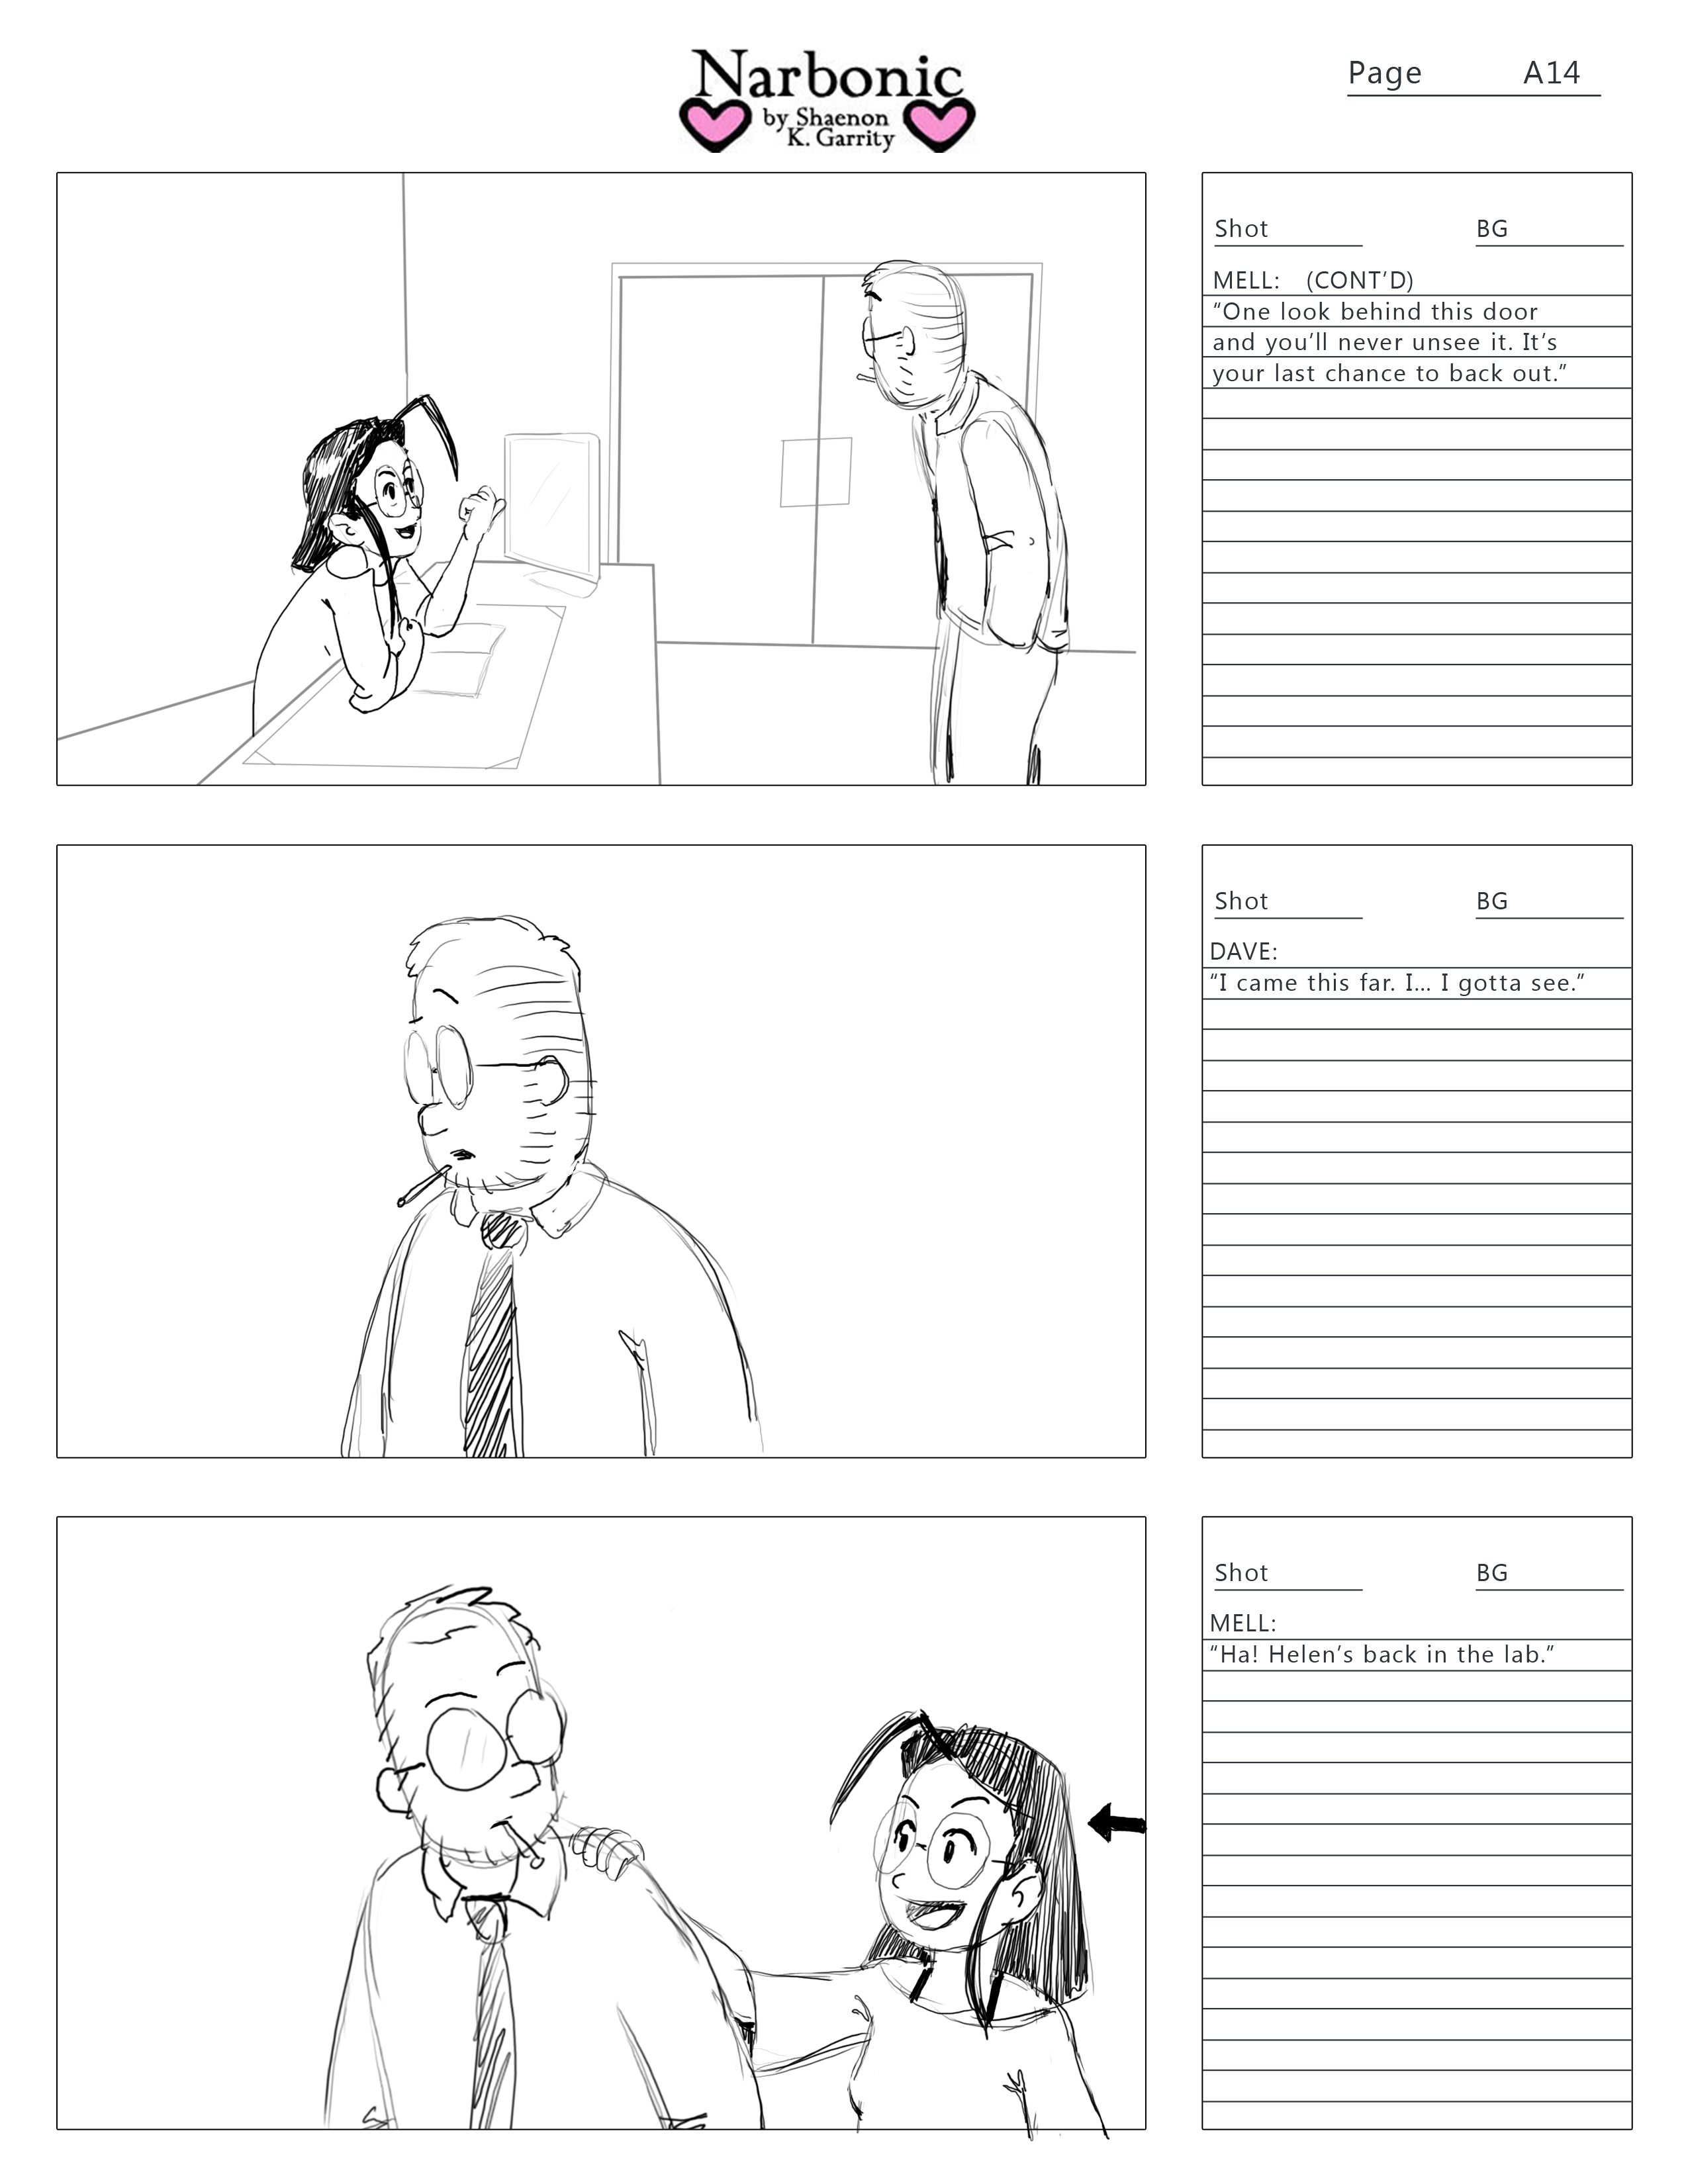 Narbonic
by Shaenon
K. Garrity
Page A14
Shot BG
MELL: (CONT’D)
“One look behind this door
and you’ll never unsee it. It’s
your last chance to back out.”
Shot BG
DAVE:
“I came this far. I... I gotta see.”
Shot BG
MELL:
“Ha! Helen’s back in the lab.”